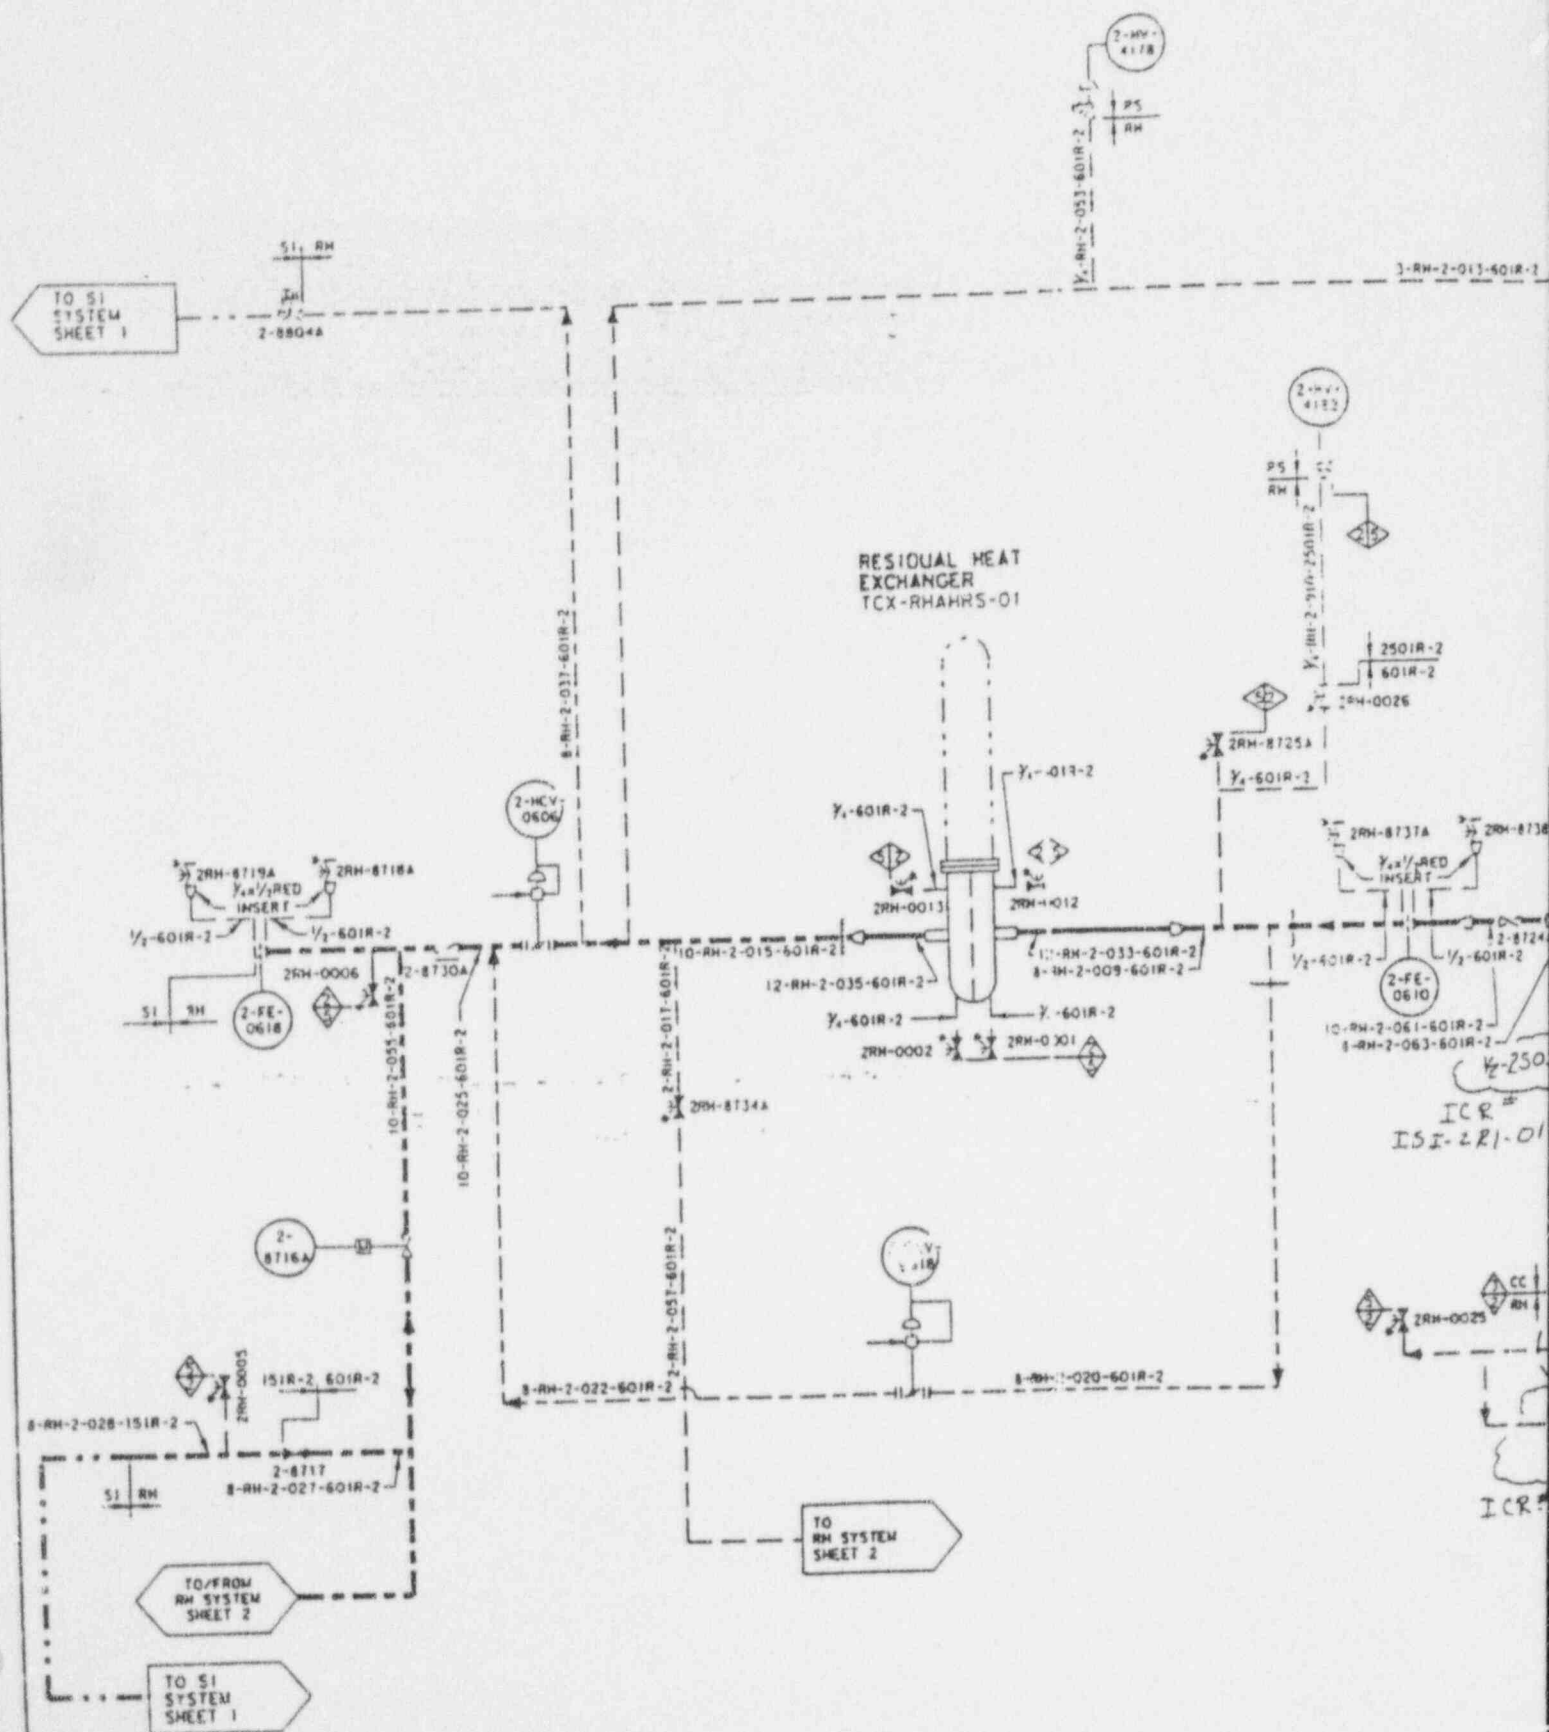 2-HV-
4178
PS
RH
¾-RH-2-053-601R-2
3-RH-2-013-601R-2
SI RH
TO SI
SYSTEM
SHEET 1
2-8804A
2-HV-
4182
PS
RH
RESIDUAL HEAT
EXCHANGER
TCX-RHAHRS-01
8-RH-2-037-601R-2
2501R-2
601R-2
2RH-0026
2RH-8725A
¾-601R-2
2-HCV-
0606
¾-601R-2
2RH-8719A
2RH-8718A
¾x½RED
INSERT
½-601R-2
½-601R-2
2RH-0013
2RH-0012
2RH-8737A
2RH-8738
¾x½RED
INSERT
10-RH-2-015-601R-2
12-RH-2-035-601R-2
12-RH-2-033-601R-2
8-RH-2-009-601R-2
½-601R-2
½-601R-2
2-8724
2RH-0006
2-8730A
SI RH
2-FE-
0618
2-FE-
0610
10-RH-2-061-601R-2
8-RH-2-063-601R-2
¾-601R-2
-601R-2
2RH-0002
2RH-0001
10-RH-2-055-601R-2
10-RH-2-025-601R-2
2-RH-2-017-601R-2
2RH-8734A
½-250
ICR #
ISI-2R1-01
2-
8716A
2-RH-2-057-601R-2
CC
RH
2RH-0025
2RH-0005
151R-2 601R-2
8-RH-2-022-601R-2
8-RH-2-020-601R-2
8-RH-2-028-151R-2
2-8717
8-RH-2-027-601R-2
SI RH
ICR #
TO
RH SYSTEM
SHEET 2
TO/FROM
RH SYSTEM
SHEET 2
TO SI
SYSTEM
SHEET 1